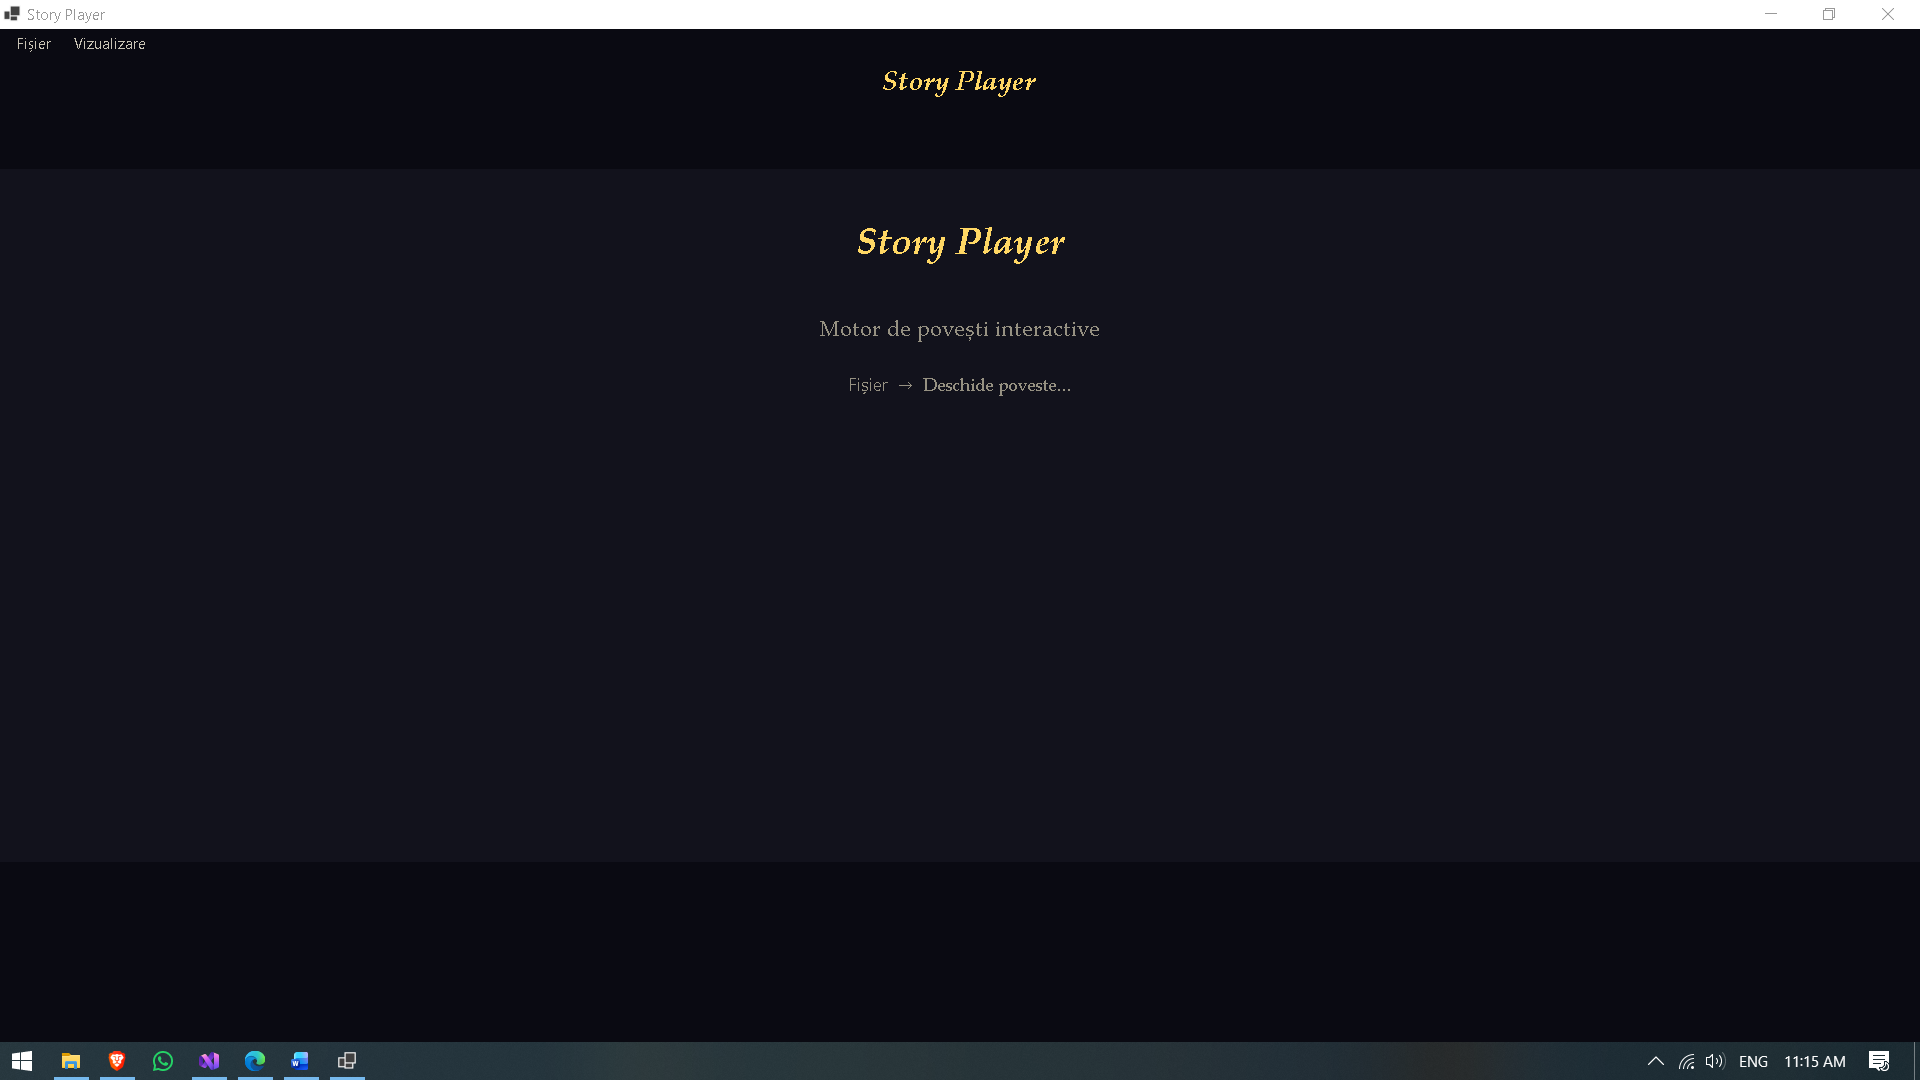 Story Player
Fișier Vizualizare
Story Player
Story Player
Motor de povești interactive
Fișier → Deschide poveste...
ENG 11:15 AM